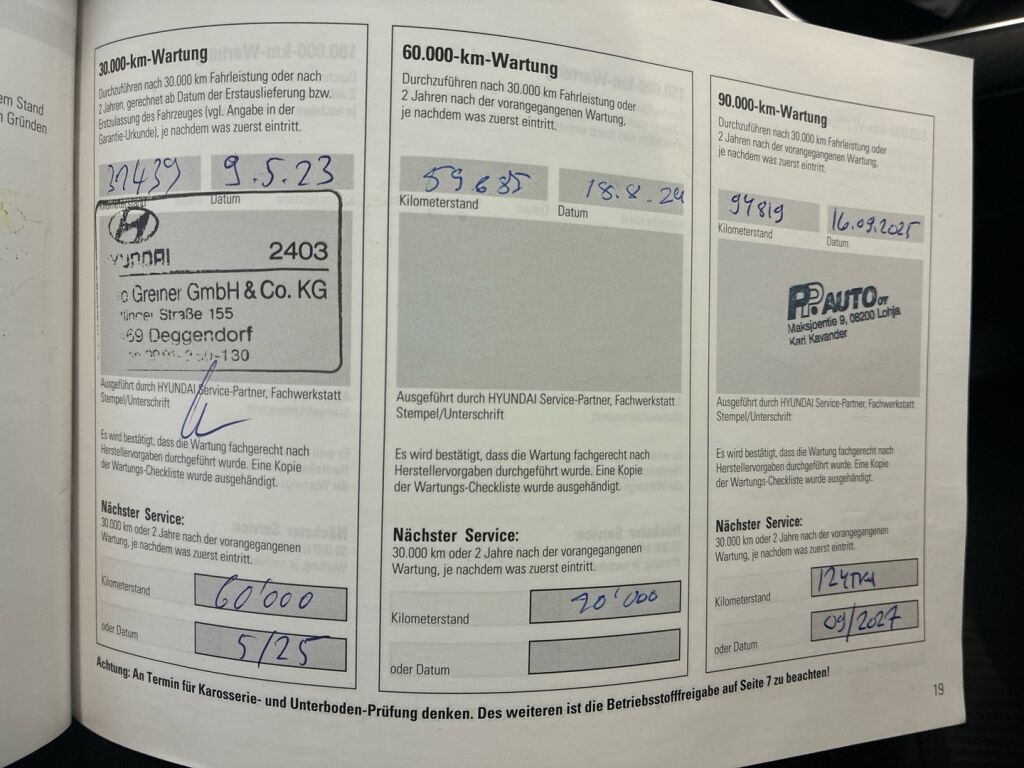 em Stand
n Gründen
30.000-km-Wartung
Durchzuführen nach 30.000 km Fahrleistung oder nach
2 Jahren, gerechnet ab Datum der Erstauslieferung bzw.
Erstzulassung des Fahrzeuges (vgl. Angabe in der
Garantie-Urkunde), je nachdem was zuerst eintritt.
31439 9.5.23
Datum
HYUNDAI 2403
o Greiner GmbH & Co. KG
Straße 155
69 Deggendorf
-130
Ausgeführt durch HYUNDAI Service-Partner, Fachwerkstatt
Stempel/Unterschrift
Es wird bestätigt, dass die Wartung fachgerecht nach
Herstellervorgaben durchgeführt wurde. Eine Kopie
der Wartungs-Checkliste wurde ausgehändigt.
Nächster Service:
30.000 km oder 2 Jahre nach der vorangegangenen
Wartung, je nachdem was zuerst eintritt.
Kilometerstand 60'000
oder Datum 5/25
60.000-km-Wartung
Durchzuführen nach 30.000 km Fahrleistung oder
2 Jahren nach der vorangegangenen Wartung,
je nachdem was zuerst eintritt.
59685 18.8.24
Kilometerstand Datum
Ausgeführt durch HYUNDAI Service-Partner, Fachwerkstatt
Stempel/Unterschrift
Es wird bestätigt, dass die Wartung fachgerecht nach
Herstellervorgaben durchgeführt wurde. Eine Kopie
der Wartungs-Checkliste wurde ausgehändigt.
Nächster Service:
30.000 km oder 2 Jahre nach der vorangegangenen
Wartung, je nachdem was zuerst eintritt.
Kilometerstand 90'000
oder Datum
90.000-km-Wartung
Durchzuführen nach 30.000 km Fahrleistung oder
2 Jahren nach der vorangegangenen Wartung,
je nachdem was zuerst eintritt.
94819 16.09.2025
Kilometerstand Datum
PP.AUTO OY
Maksjoentie 9, 08200 Lohja
Kari Kavander
Ausgeführt durch HYUNDAI Service-Partner, Fachwerkstatt
Stempel/Unterschrift
Es wird bestätigt, dass die Wartung fachgerecht nach
Herstellervorgaben durchgeführt wurde. Eine Kopie
der Wartungs-Checkliste wurde ausgehändigt.
Nächster Service:
30.000 km oder 2 Jahre nach der vorangegangenen
Wartung, je nachdem was zuerst eintritt.
Kilometerstand 124TKM
oder Datum 09/2027
Achtung: An Termin für Karosserie- und Unterboden-Prüfung denken. Des weiteren ist die Betriebsstofffreigabe auf Seite 7 zu beachten!
19